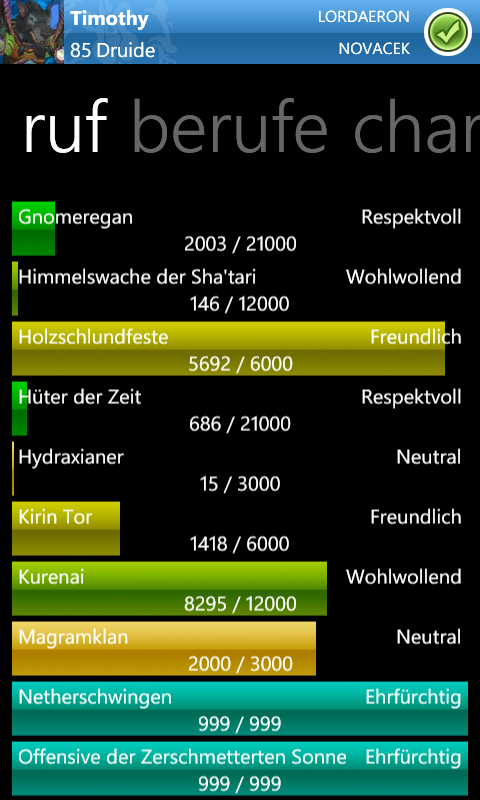 Timothy LORDAERON
85 Druide NOVACEK
ruf berufe char
Gnomeregan Respektvoll
2003 / 21000
Himmelswache der Sha'tari Wohlwollend
146 / 12000
Holzschlundfeste Freundlich
5692 / 6000
Hüter der Zeit Respektvoll
686 / 21000
Hydraxianer Neutral
15 / 3000
Kirin Tor Freundlich
1418 / 6000
Kurenai Wohlwollend
8295 / 12000
Magramklan Neutral
2000 / 3000
Netherschwingen Ehrfürchtig
999 / 999
Offensive der Zerschmetterten Sonne Ehrfürchtig
999 / 999